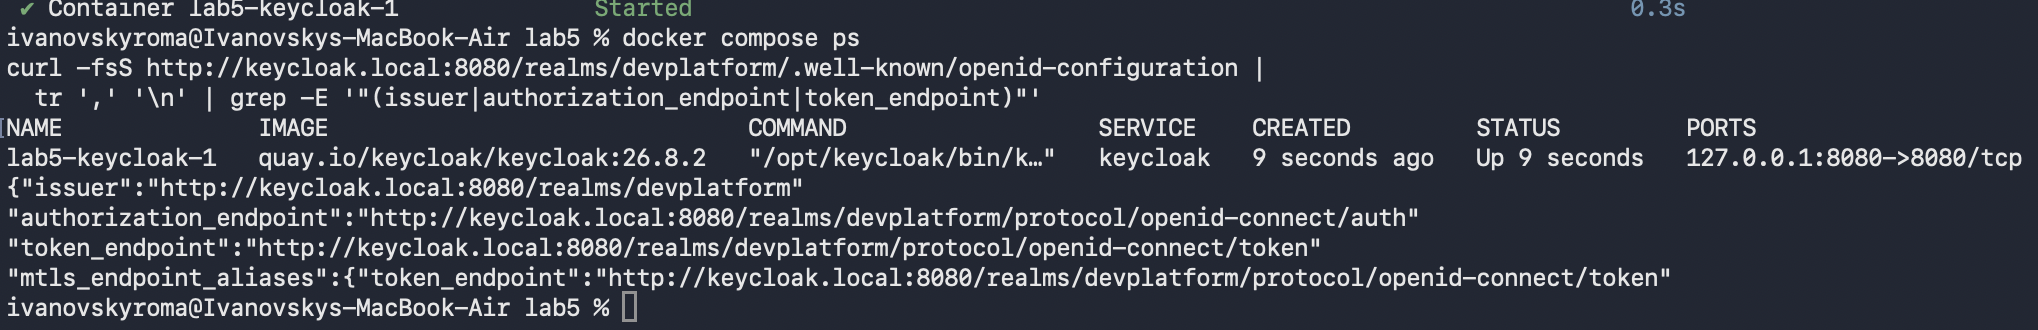 ✔ Container lab5-keycloak-1 Started 0.3s
ivanovskyroma@Ivanovskys-MacBook-Air lab5 % docker compose ps
curl -fsS http://keycloak.local:8080/realms/devplatform/.well-known/openid-configuration |
tr ',' '\n' | grep -E '"(issuer|authorization_endpoint|token_endpoint)"'
NAME IMAGE COMMAND SERVICE CREATED STATUS PORTS
lab5-keycloak-1 quay.io/keycloak/keycloak:26.8.2 "/opt/keycloak/bin/k…" keycloak 9 seconds ago Up 9 seconds 127.0.0.1:8080->8080/tcp
{"issuer":"http://keycloak.local:8080/realms/devplatform"
"authorization_endpoint":"http://keycloak.local:8080/realms/devplatform/protocol/openid-connect/auth"
"token_endpoint":"http://keycloak.local:8080/realms/devplatform/protocol/openid-connect/token"
"mtls_endpoint_aliases":{"token_endpoint":"http://keycloak.local:8080/realms/devplatform/protocol/openid-connect/token"
ivanovskyroma@Ivanovskys-MacBook-Air lab5 %